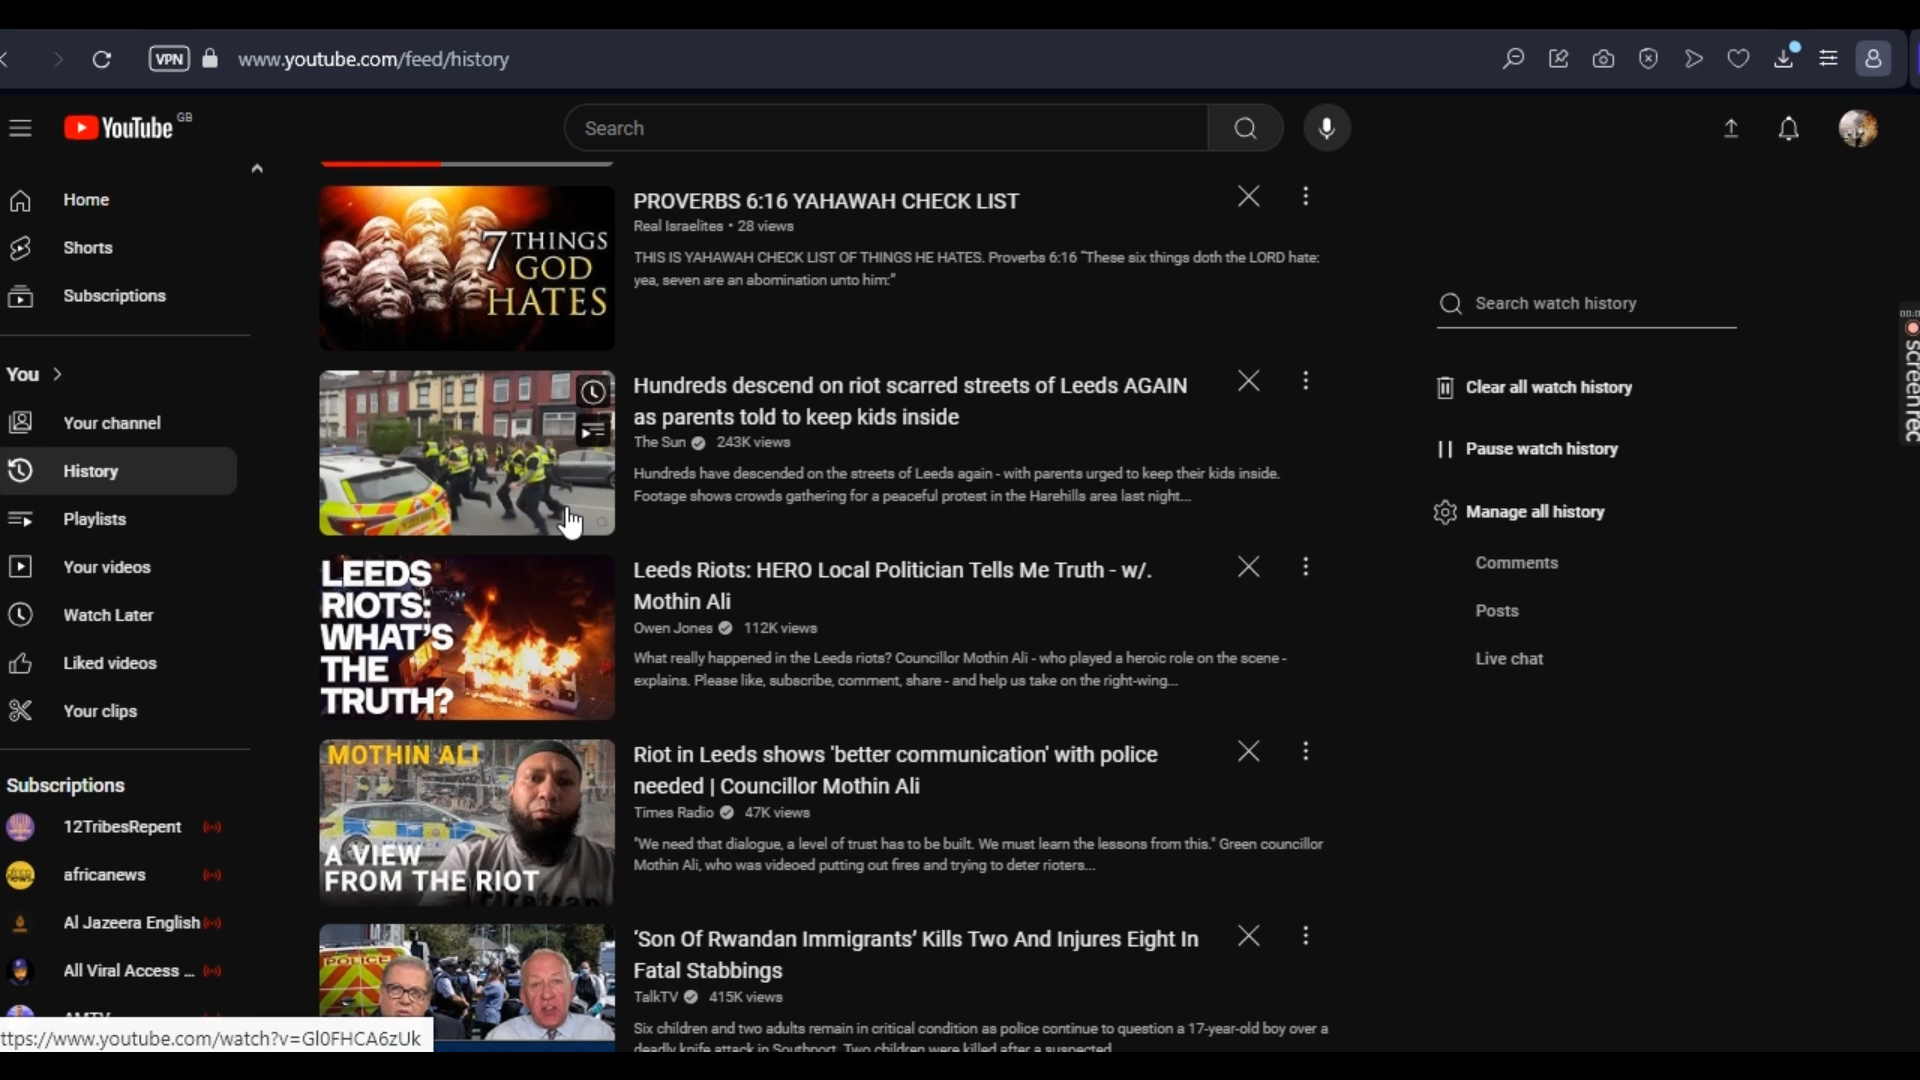 VPN
www.youtube.com/feed/history
YouTube GB
Search
Home
Shorts
Subscriptions
You
Your channel
History
Playlists
Your videos
Watch Later
Liked videos
Your clips
Subscriptions
12TribesRepent
africanews
Al Jazeera English
All Viral Access ...
ttps://www.youtube.com/watch?v=Gl0FHCA6zUk
7 THINGS
GOD
HATES
PROVERBS 6:16 YAHAWAH CHECK LIST
Real Israelites • 28 views
THIS IS YAHAWAH CHECK LIST OF THINGS HE HATES. Proverbs 6:16 "These six things doth the LORD hate:
yea, seven are an abomination unto him:"
Hundreds descend on riot scarred streets of Leeds AGAIN
as parents told to keep kids inside
The Sun 243K views
Hundreds have descended on the streets of Leeds again - with parents urged to keep their kids inside.
Footage shows crowds gathering for a peaceful protest in the Harehills area last night...
LEEDS
RIOTS:
WHAT'S
THE
TRUTH?
Leeds Riots: HERO Local Politician Tells Me Truth - w/.
Mothin Ali
Owen Jones 112K views
What really happened in the Leeds riots? Councillor Mothin Ali - who played a heroic role on the scene -
explains. Please like, subscribe, comment, share - and help us take on the right-wing...
MOTHIN ALI
A VIEW
FROM THE RIOT
Riot in Leeds shows 'better communication' with police
needed | Councillor Mothin Ali
Times Radio 47K views
"We need that dialogue, a level of trust has to be built. We must learn the lessons from this." Green councillor
Mothin Ali, who was videoed putting out fires and trying to deter rioters...
POLICE
‘Son Of Rwandan Immigrants’ Kills Two And Injures Eight In
Fatal Stabbings
TalkTV 415K views
Six children and two adults remain in critical condition as police continue to question a 17-year-old boy over a
deadly knife attack in Southport. Two children were killed after a suspected
Search watch history
Clear all watch history
Pause watch history
Manage all history
Comments
Posts
Live chat
screen rec